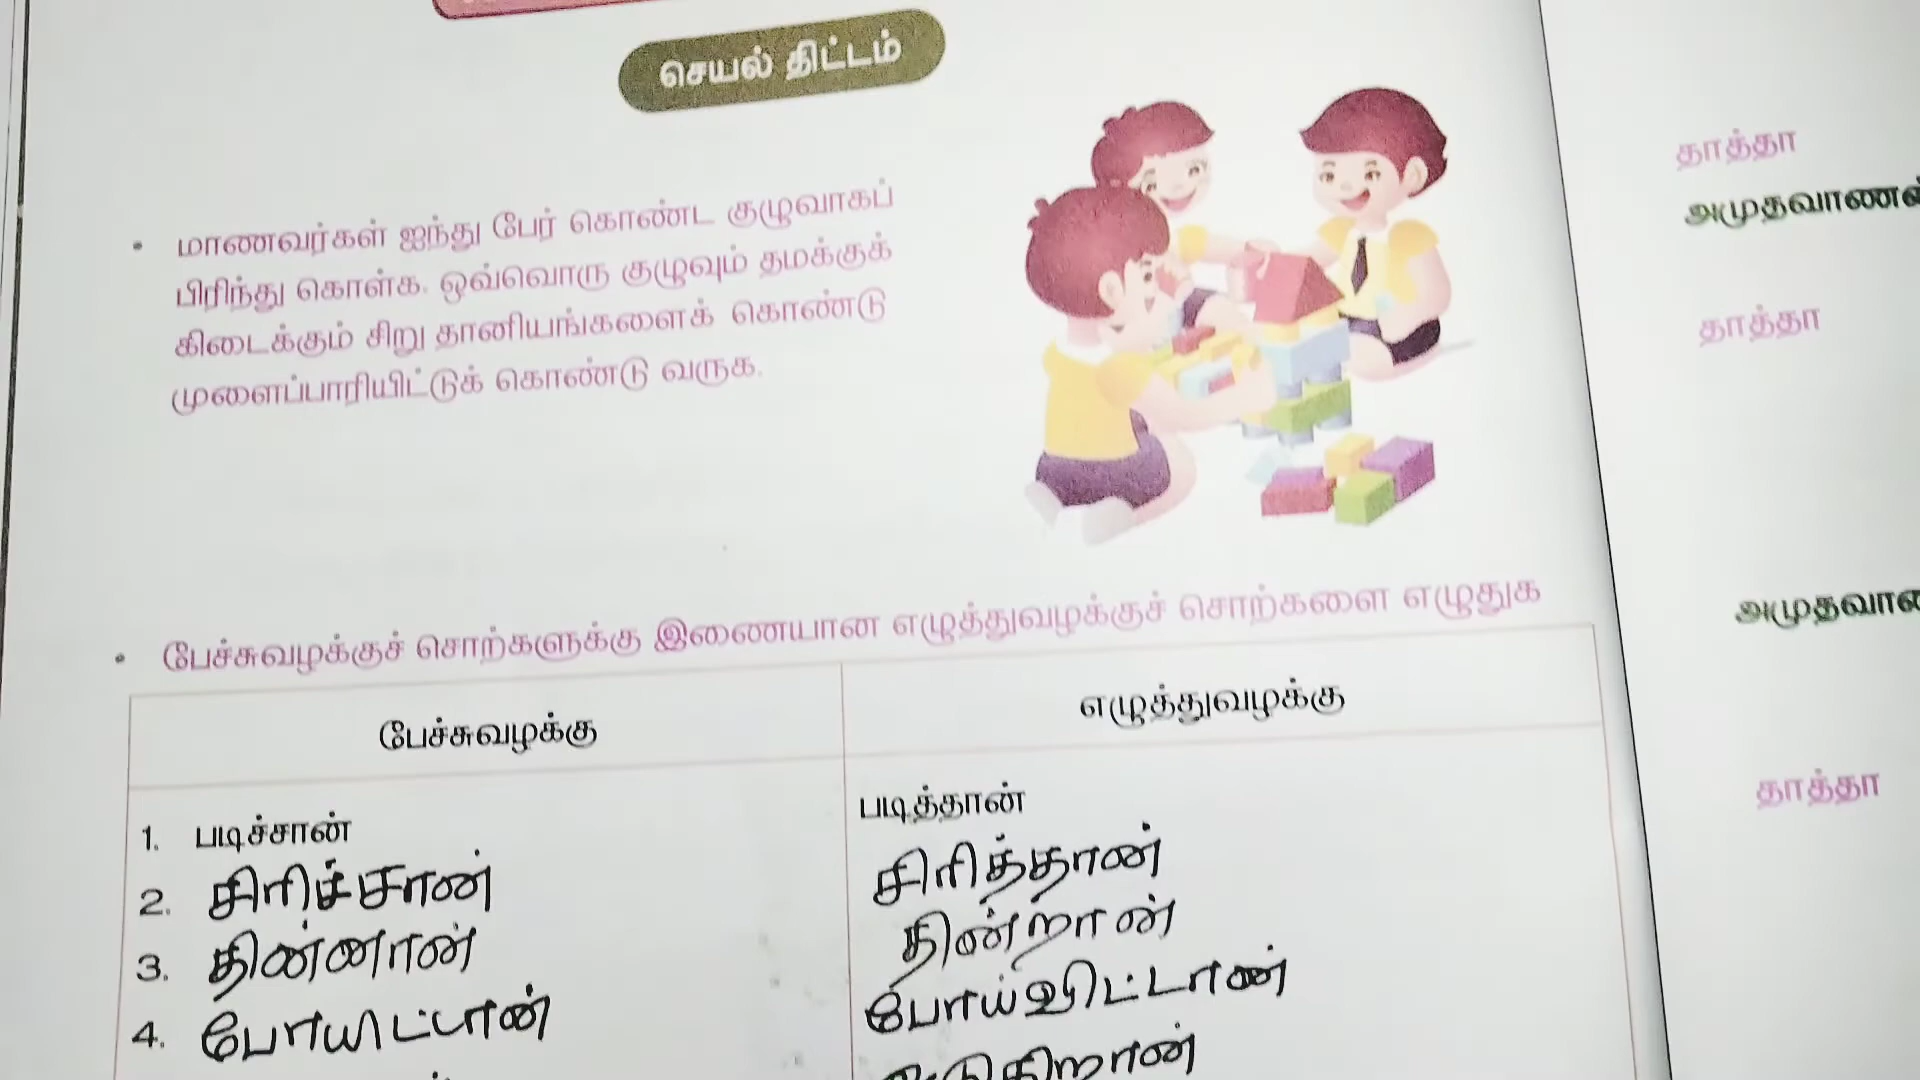 செயல் திட்டம்
• மாணவர்கள் ஐந்து பேர் கொண்ட குழுவாகப்
பிரிந்து கொள்க. ஒவ்வொரு குழுவும் தமக்குக்
கிடைக்கும் சிறு தானியங்களைக் கொண்டு
முளைப்பாரியிட்டுக் கொண்டு வருக.
• பேச்சுவழக்குச் சொற்களுக்கு இணையான எழுத்துவழக்குச் சொற்களை எழுதுக
பேச்சுவழக்கு எழுத்துவழக்கு
1. படிச்சான் படித்தான்
2. சிரிச்சான் சிரித்தான்
3. தின்னான் தின்றான்
4. போயிட்டான் போய்விட்டான்
தாத்தா
தாத்தா
தாத்தா